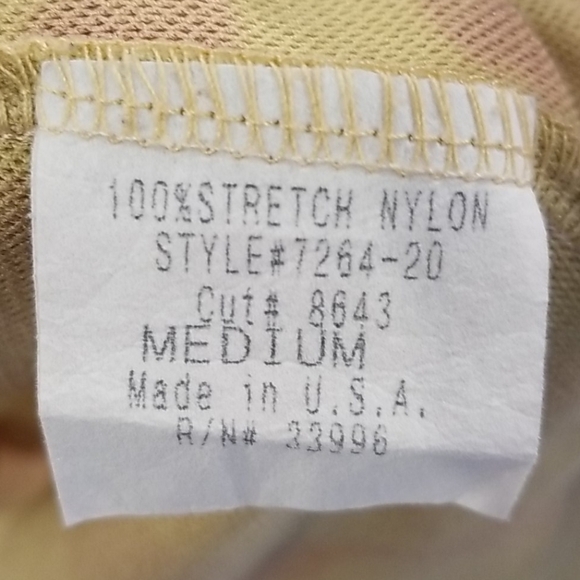 100%STRETCH NYLON
STYLE#7264-20
Cut# 8643
MEDIUM
Made in U.S.A.
R/N# 33996